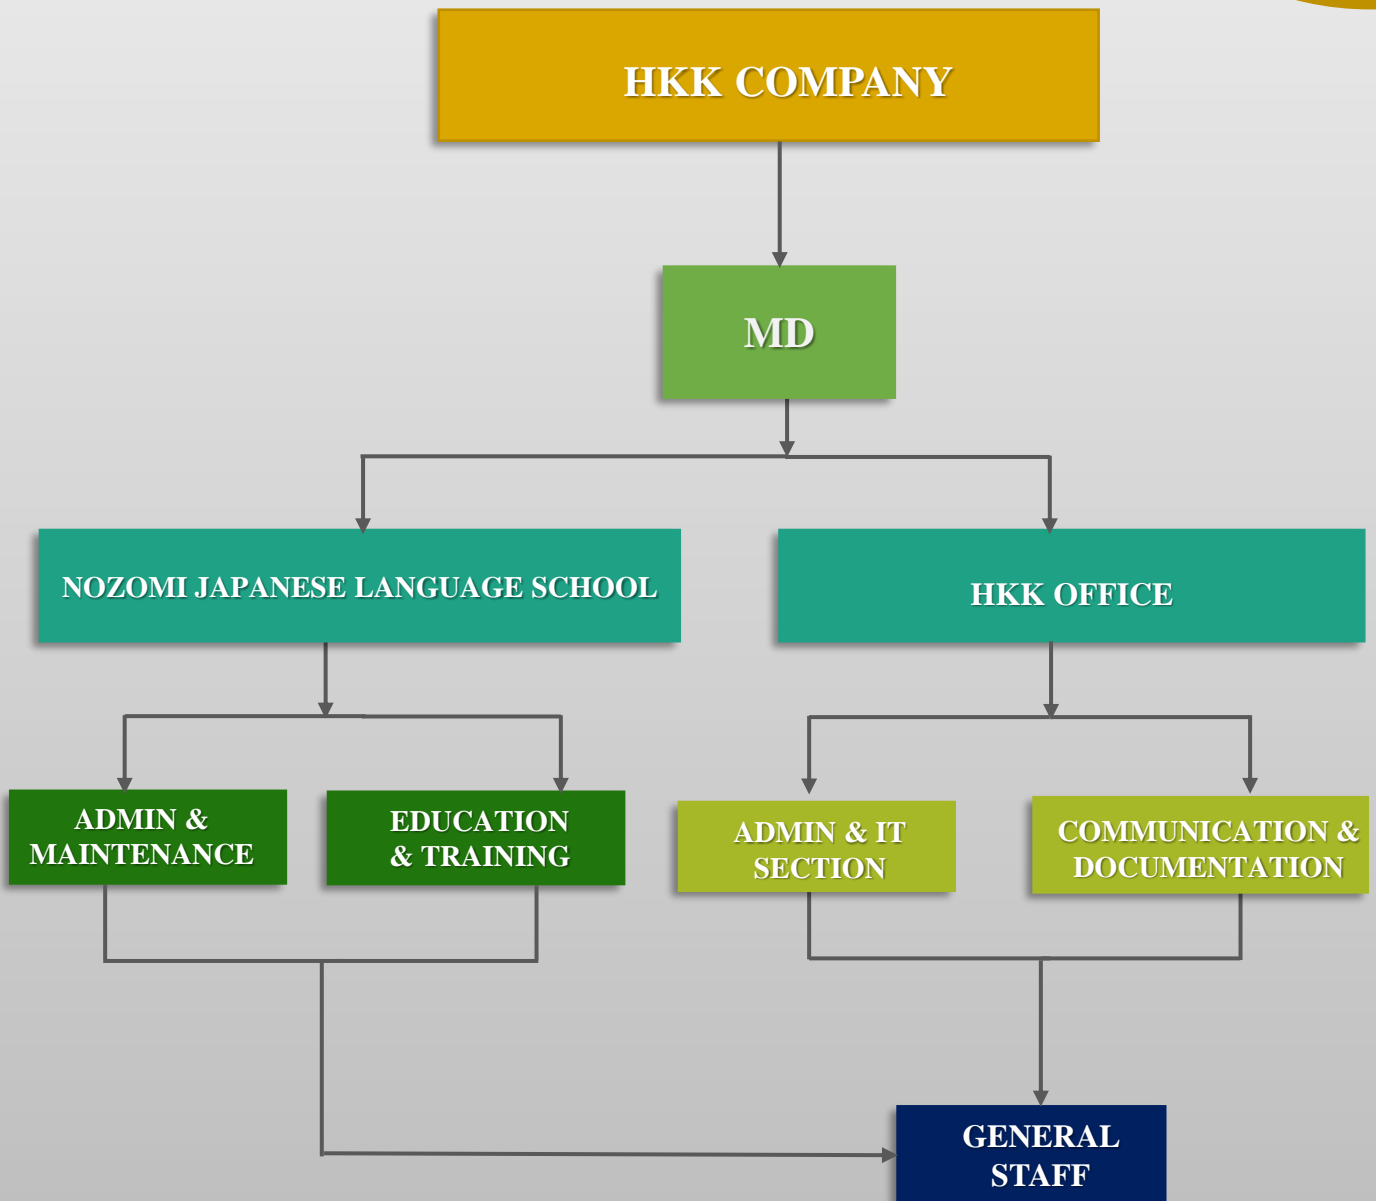 HKK COMPANY
MD
NOZOMI JAPANESE LANGUAGE SCHOOL
HKK OFFICE
ADMIN &
MAINTENANCE
EDUCATION
& TRAINING
ADMIN & IT
SECTION
COMMUNICATION &
DOCUMENTATION
GENERAL
STAFF